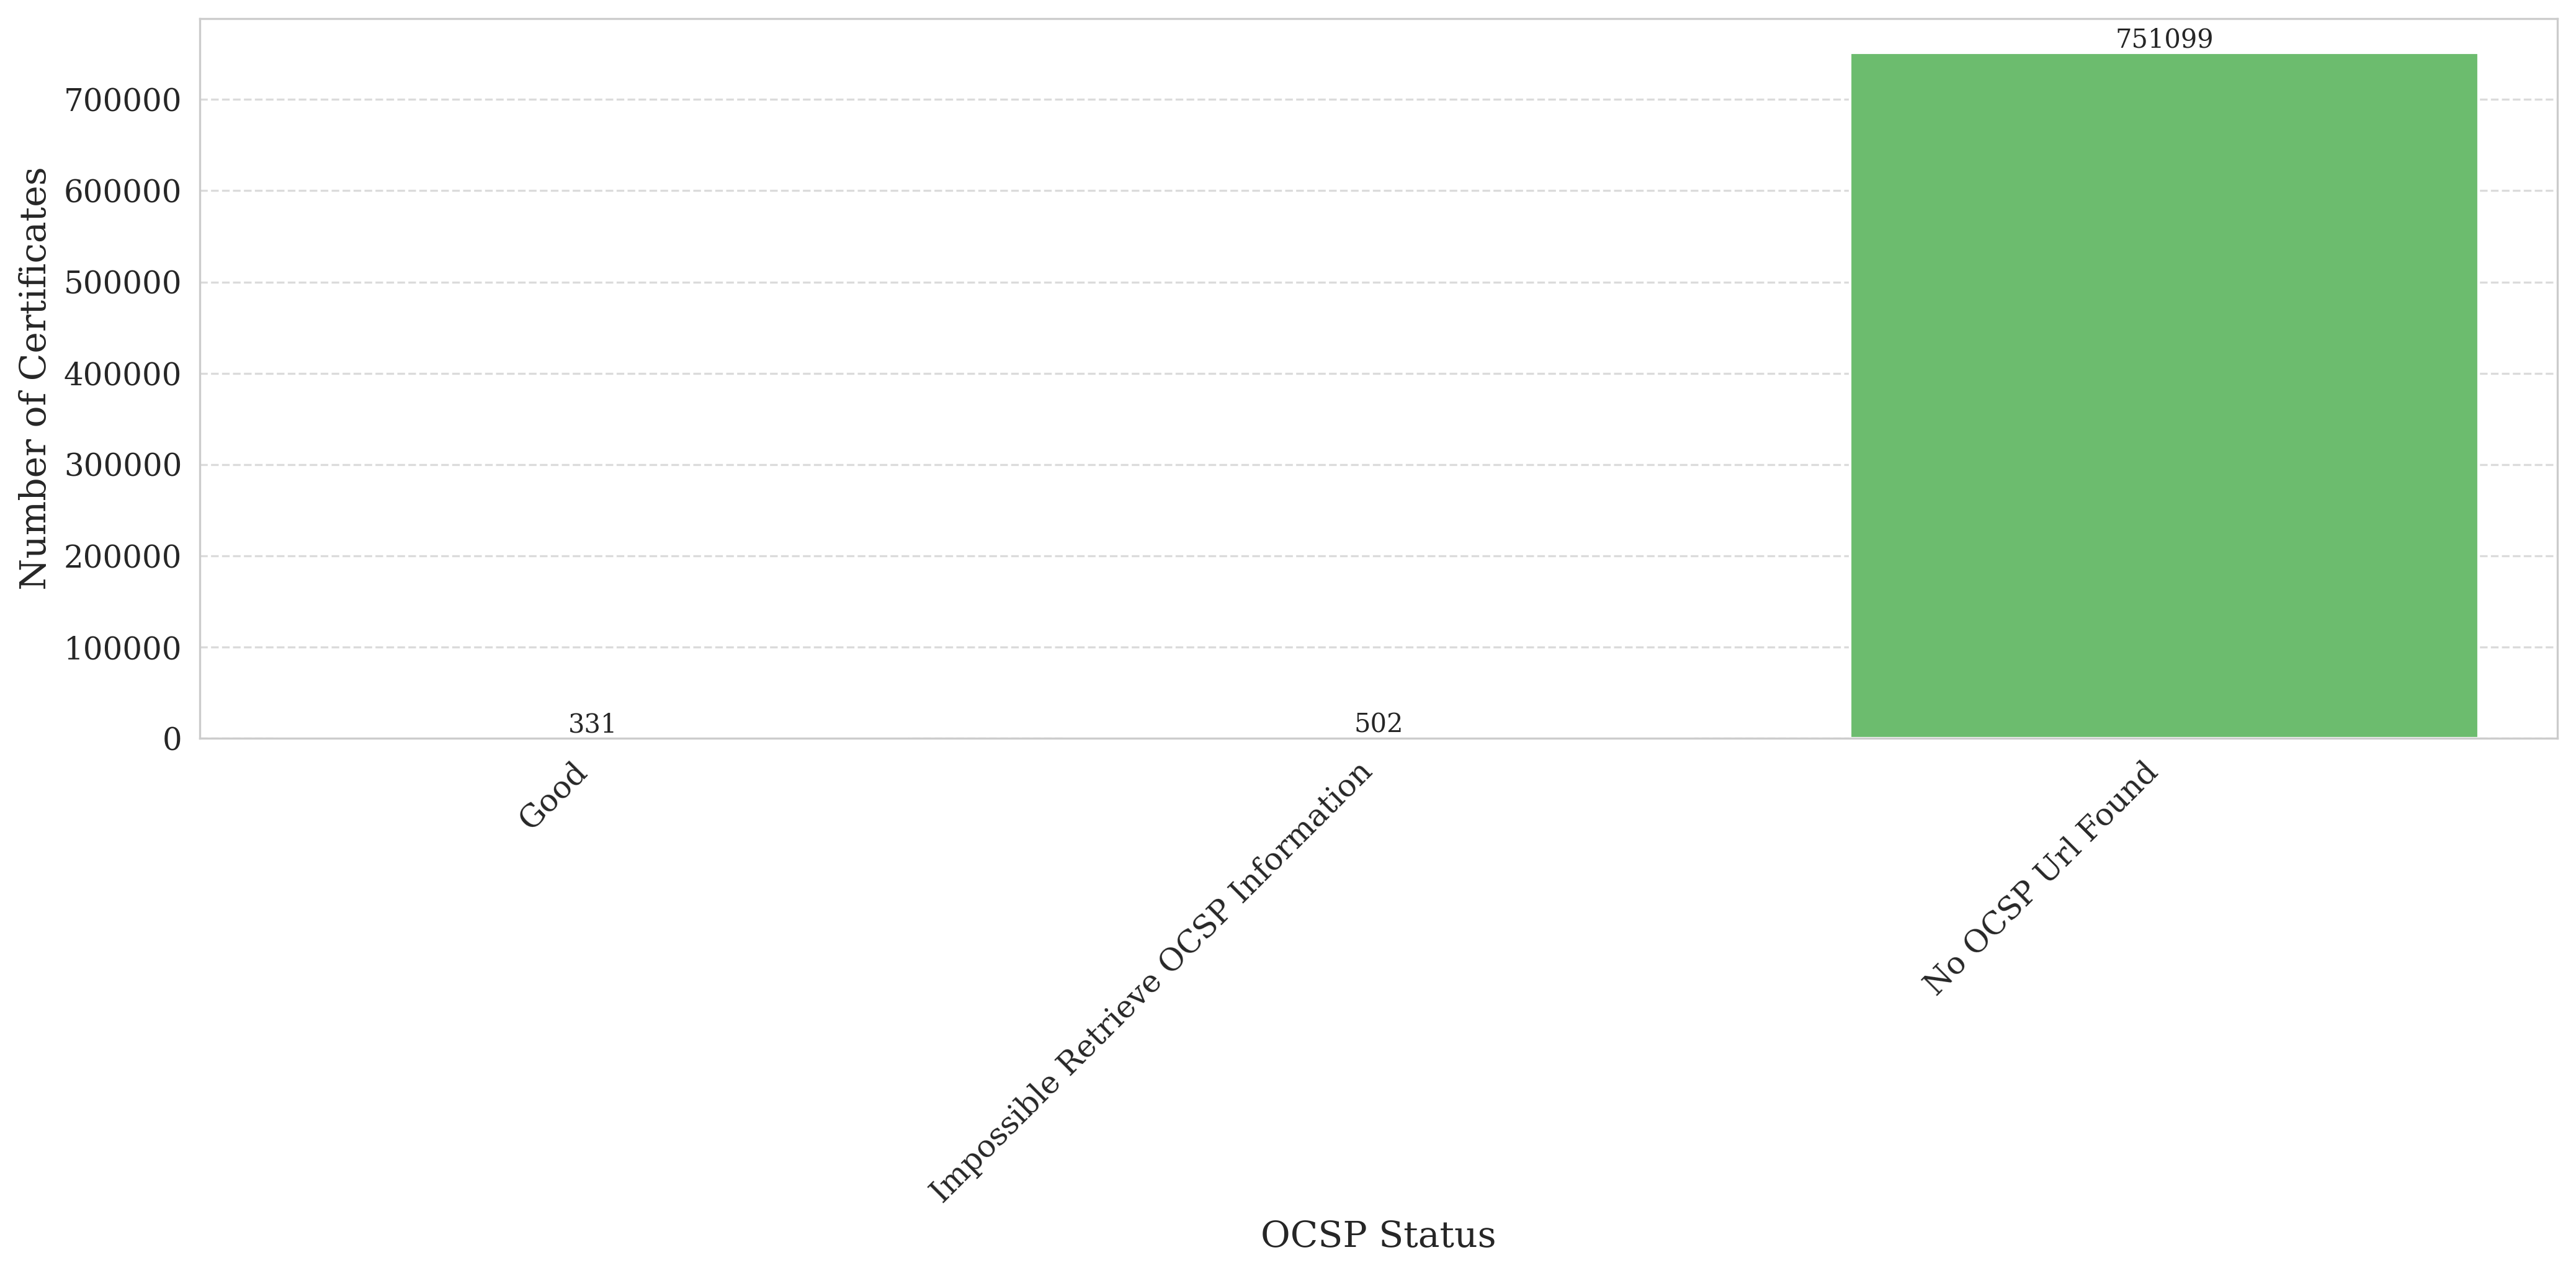 Number of Certificates
700000
600000
500000
400000
300000
200000
100000
0
331
502
751099
Good
Impossible Retrieve OCSP Information
No OCSP Url Found
OCSP Status